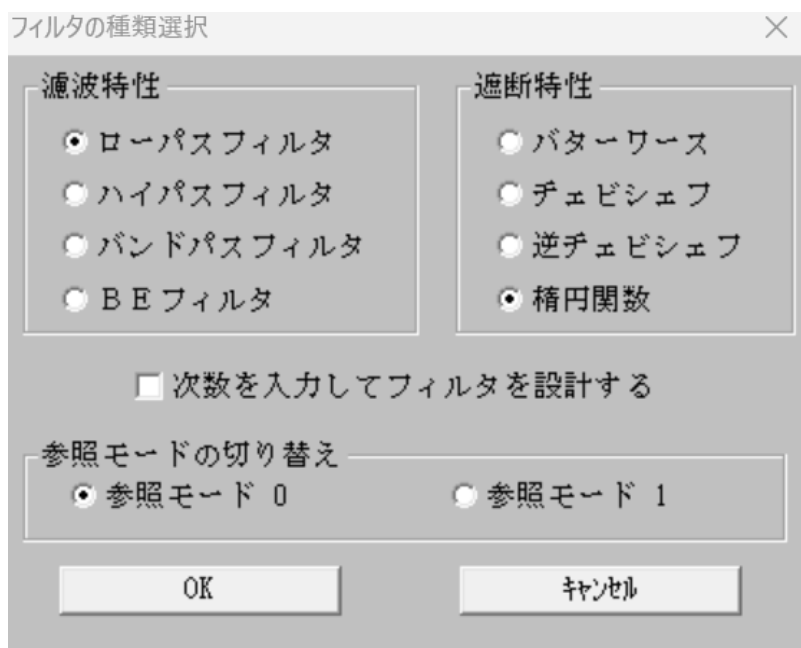 フィルタの種類選択
濾波特性
ローパスフィルタ
ハイパスフィルタ
バンドパスフィルタ
BEフィルタ
遮断特性
バターワース
チェビシェフ
逆チェビシェフ
楕円関数
次数を入力してフィルタを設計する
参照モードの切り替え
参照モード 0
参照モード 1
OK
キャンセル